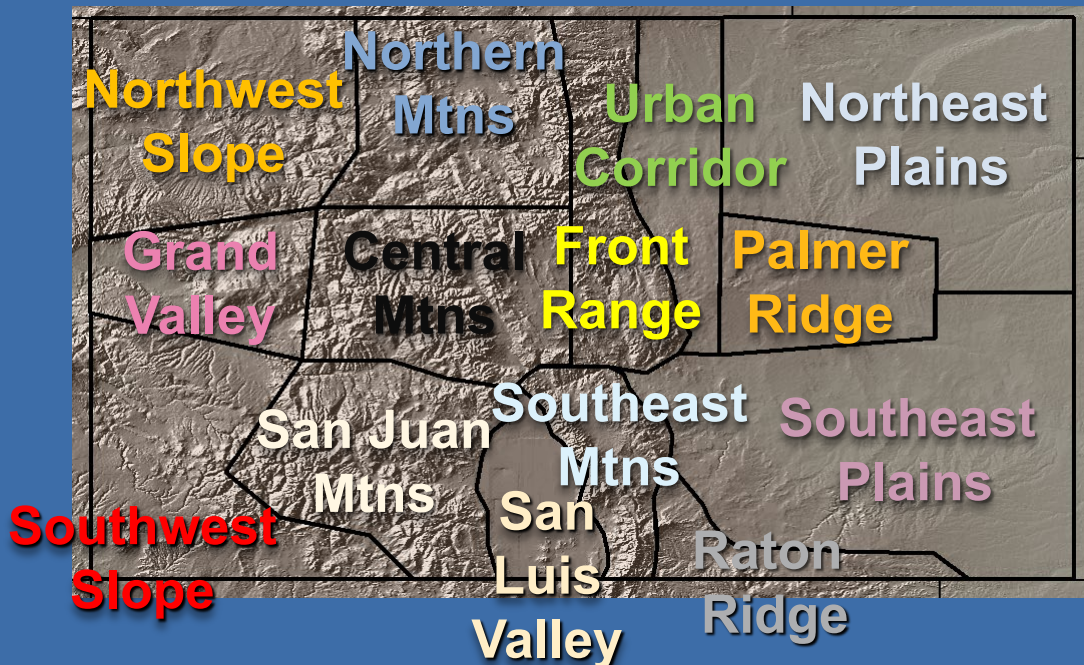 Northwest
Slope
Northern
Mtns
Urban
Corridor
Northeast
Plains
Grand
Valley
Central
Mtns
Front
Range
Palmer
Ridge
San Juan
Mtns
Southeast
Mtns
Southeast
Plains
Southwest
Slope
San
Luis
Valley
Raton
Ridge